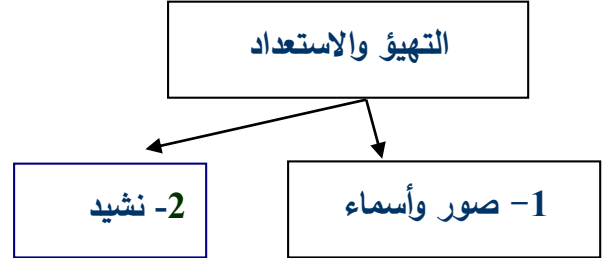 التهيؤ والاستعداد
1- صور وأسماء
2- نشيد